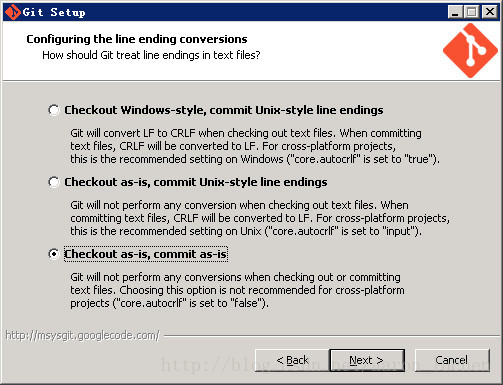 Git Setup
Configuring the line ending conversions
How should Git treat line endings in text files?
Checkout Windows-style, commit Unix-style line endings
Git will convert LF to CRLF when checking out text files. When committing
text files, CRLF will be converted to LF. For cross-platform projects,
this is the recommended setting on Windows ("core.autocrlf" is set to "true").
Checkout as-is, commit Unix-style line endings
Git will not perform any conversion when checking out text files. When
committing text files, CRLF will be converted to LF. For cross-platform projects,
this is the recommended setting on Unix ("core.autocrlf" is set to "input").
Checkout as-is, commit as-is
Git will not perform any conversions when checking out or committing
text files. Choosing this option is not recommended for cross-platform
projects ("core.autocrlf" is set to "false").
http://msysgit.googlecode.com/
< Back
Next >
Cancel